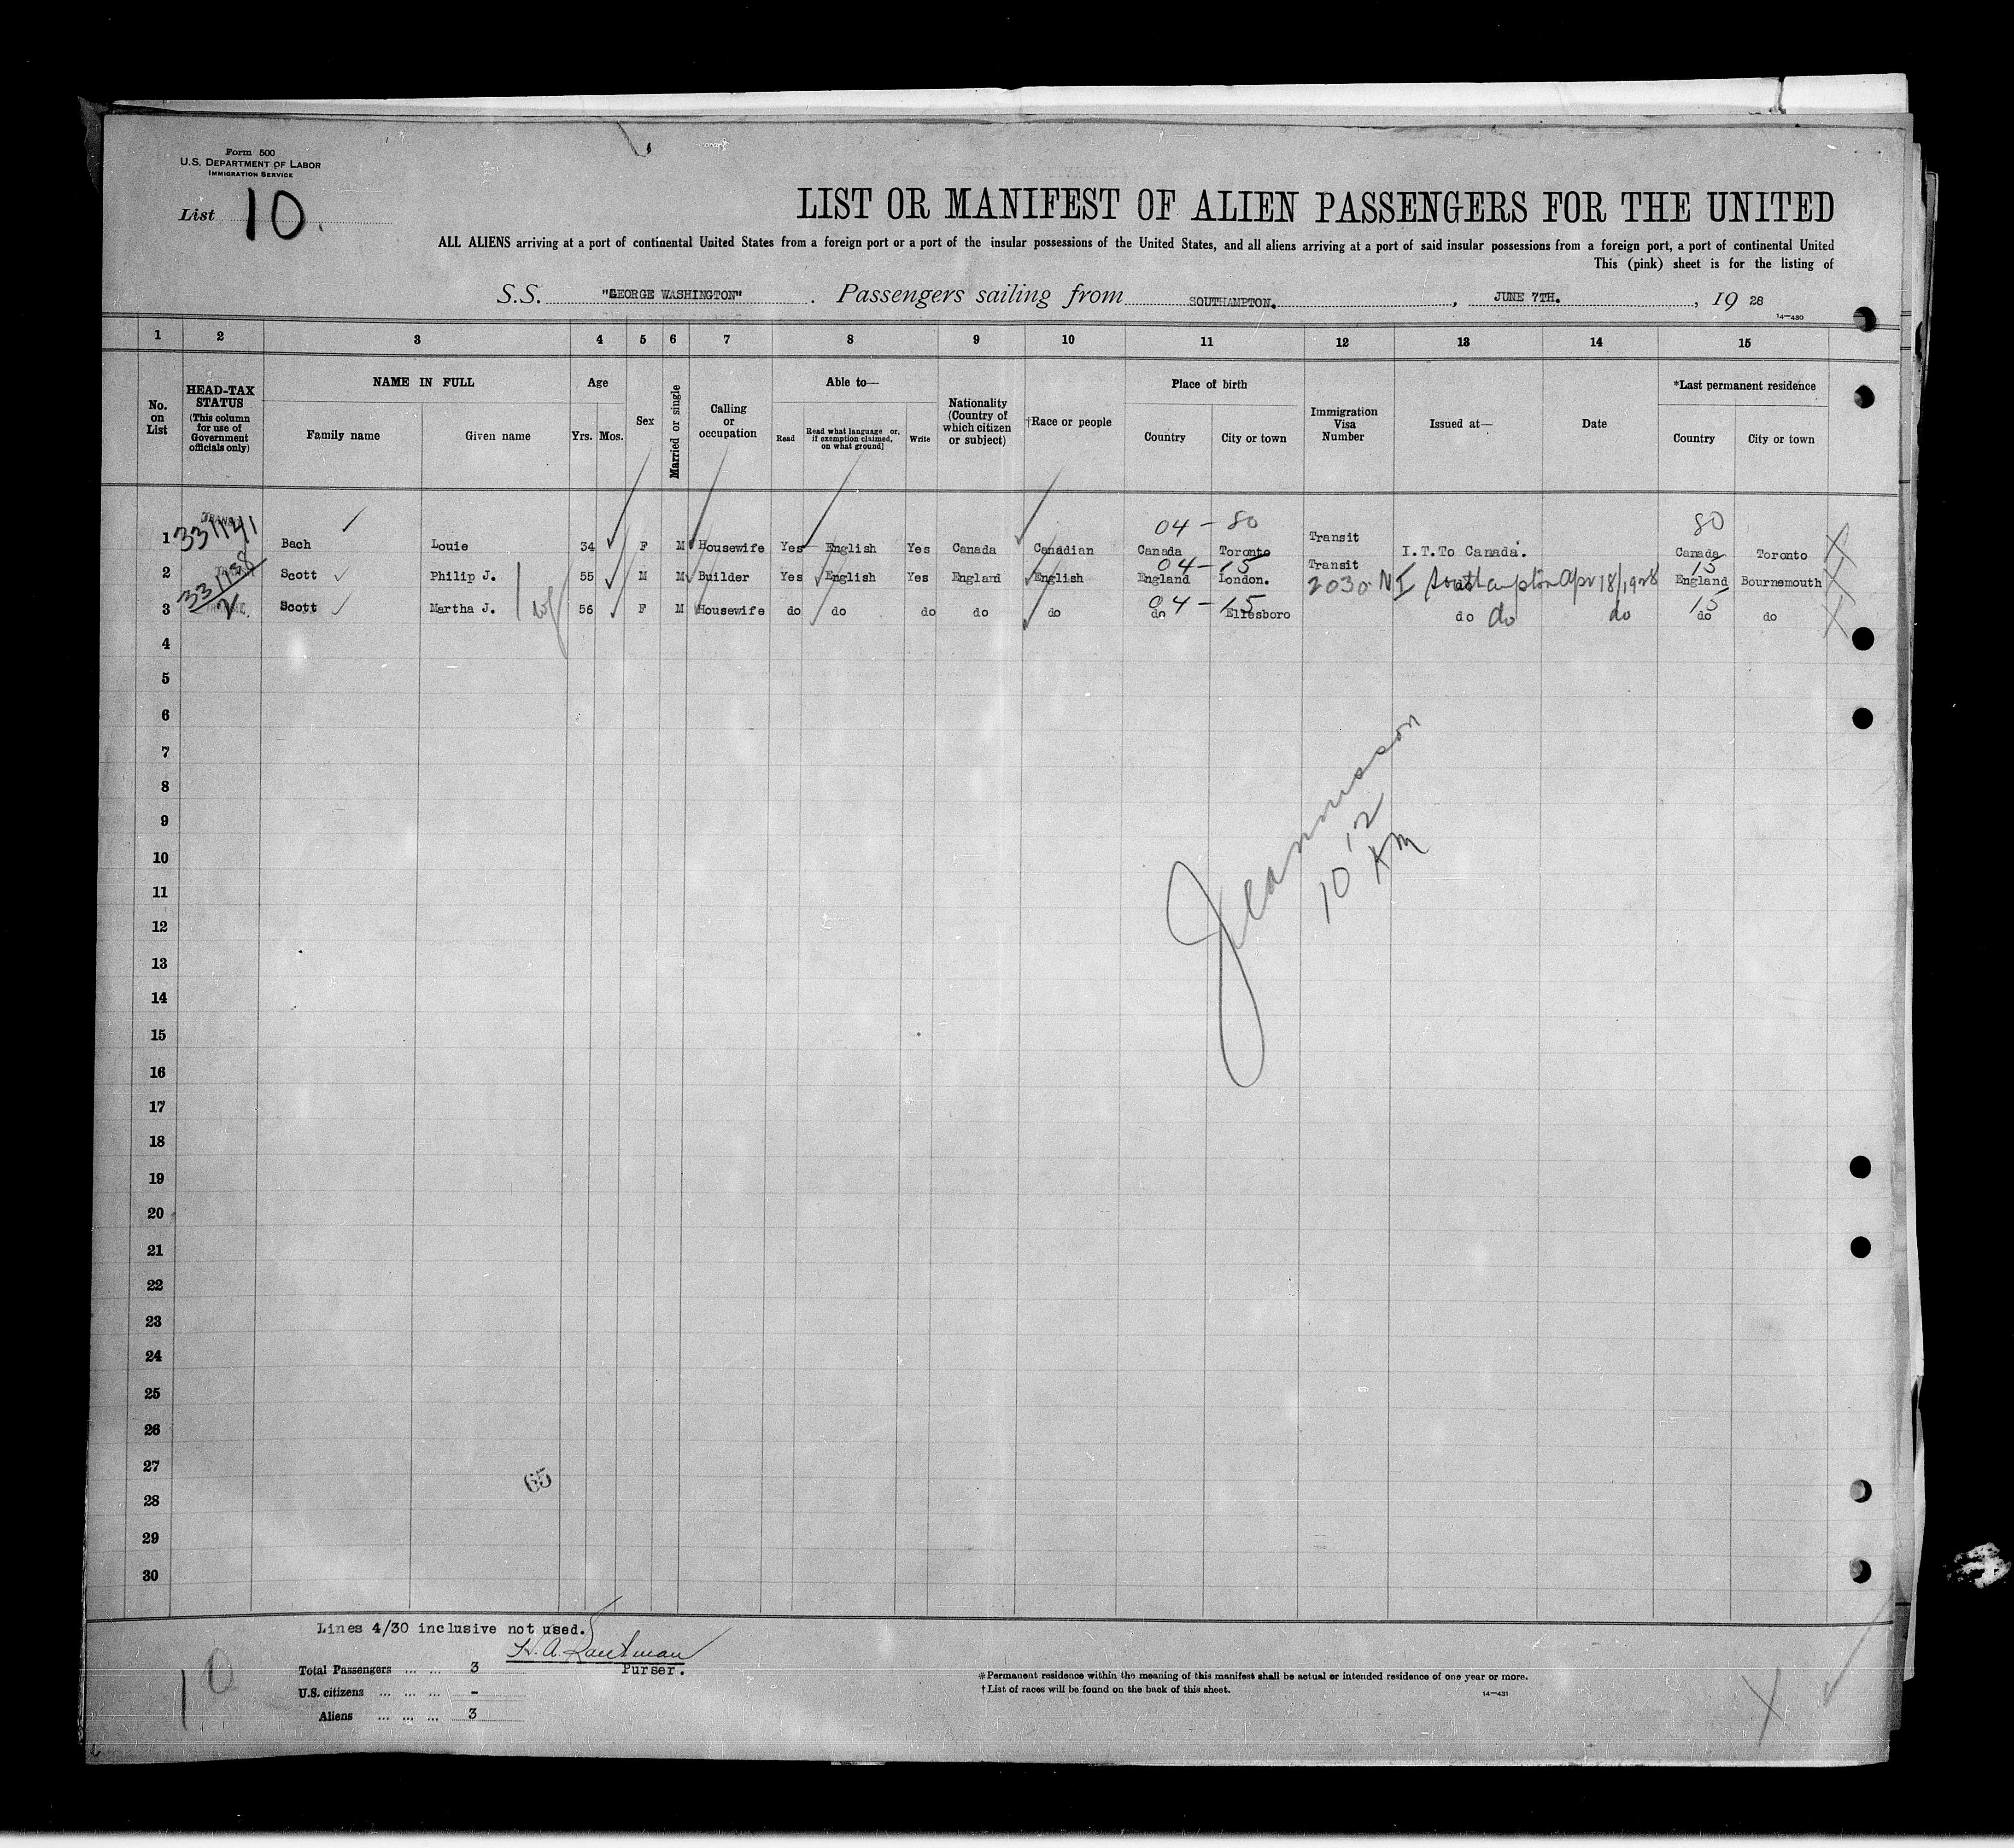 Form 500
U.S. DEPARTMENT OF LABOR
IMMIGRATION SERVICE
List 10.
LIST OR MANIFEST OF ALIEN PASSENGERS FOR THE UNITED
ALL ALIENS arriving at a port of continental United States from a foreign port or a port of the insular possessions of the United States, and all aliens arriving at a port of said insular possessions from a foreign port, a port of continental United
This (pink) sheet is for the listing of
S.S. "GEORGE WASHINGTON". Passengers sailing from SOUTHAMPTON., JUNE 7TH., 19 28
14—430
1 2 3 4 5 6 7 8 9 10 11 12 13 14 15
No. on List
HEAD-TAX STATUS (This column for use of Government officials only)
NAME IN FULL
Family name Given name
Age
Yrs. Mos.
Sex
Married or single
Calling or occupation
Able to—
Read Read what language or, if exemption claimed, on what ground] Write
Nationality (Country of which citizen or subject)
†Race or people
Place of birth
Country City or town
Immigration Visa Number
Issued at—
Date
*Last permanent residence
Country City or town
TRANSIT
331141 04 - 80 80
1 Bach Louie 34 F M Housewife Yes English Yes Canada Canadian Canada Toronto Transit I.T.To Canada. Canada Toronto
331138 04 - 15 Transit 15
2 Scott Philip J. 55 M M Builder Yes English Yes England English England London. 2030 NI Southampton Apr 18/1928 England Bournemouth
04 - 15 15
3 Scott Martha J. wf 56 F M Housewife do do do do do do Ellesboro do do do do do
4
5
6
7
8
9
10
11
12
13
14
15
16
17
18
19
20
21
22
23
24
25
26
27
28
29
30
12
10 AM
65
Lines 4/30 inclusive not used.
H. A. Kaufman
Purser.
10
Total Passengers ... ... 3
U.S. citizens ... ... ... -
Aliens ... ... ... 3
*Permanent residence within the meaning of this manifest shall be actual or intended residence of one year or more.
†List of races will be found on the back of this sheet.
14—431
X